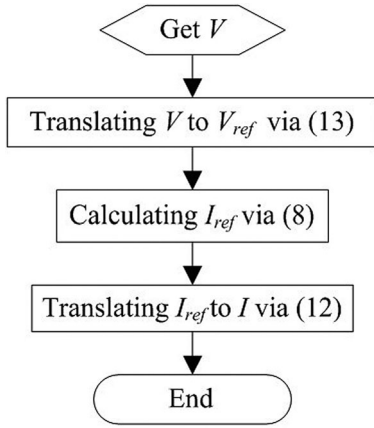 Get V
Translating V to Vref via (13)
Calculating Iref via (8)
Translating Iref to I via (12)
End